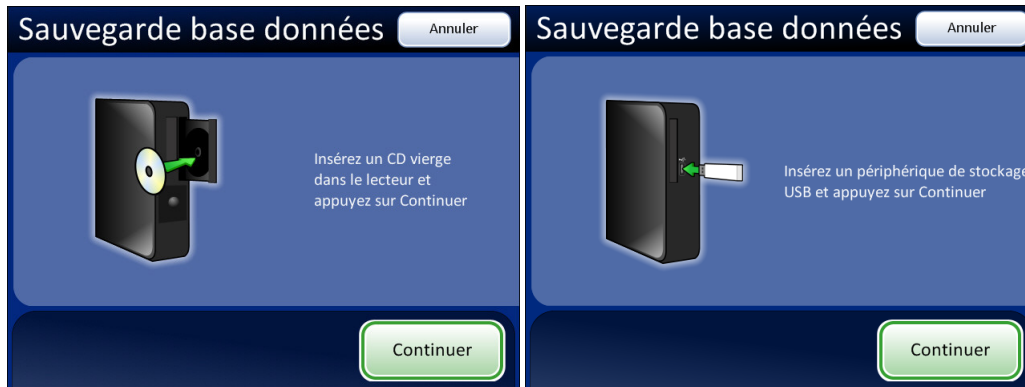 Sauvegarde base données
Annuler
Insérez un CD vierge
dans le lecteur et
appuyez sur Continuer
Continuer
Sauvegarde base données
Annuler
Insérez un périphérique de stockage
USB et appuyez sur Continuer
Continuer